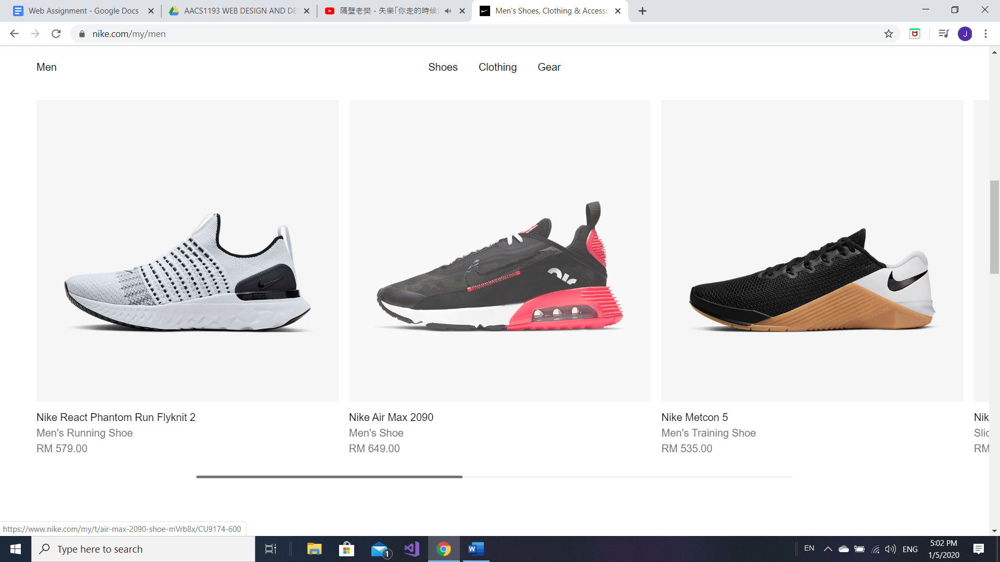 Web Assignment - Google Docs
AACS1193 WEB DESIGN AND DE
隔壁老樊 - 失樂「你走的時候
Men's Shoes, Clothing & Accesso
nike.com/my/men
J
Men
Shoes
Clothing
Gear
air
Nike React Phantom Run Flyknit 2
Men's Running Shoe
RM 579.00
Nike Air Max 2090
Men's Shoe
RM 649.00
Nike Metcon 5
Men's Training Shoe
RM 535.00
Nik
Slid
RM
https://www.nike.com/my/t/air-max-2090-shoe-mVrb8x/CU9174-600
Type here to search
1
W
EN
ENG
5:02 PM
1/5/2020